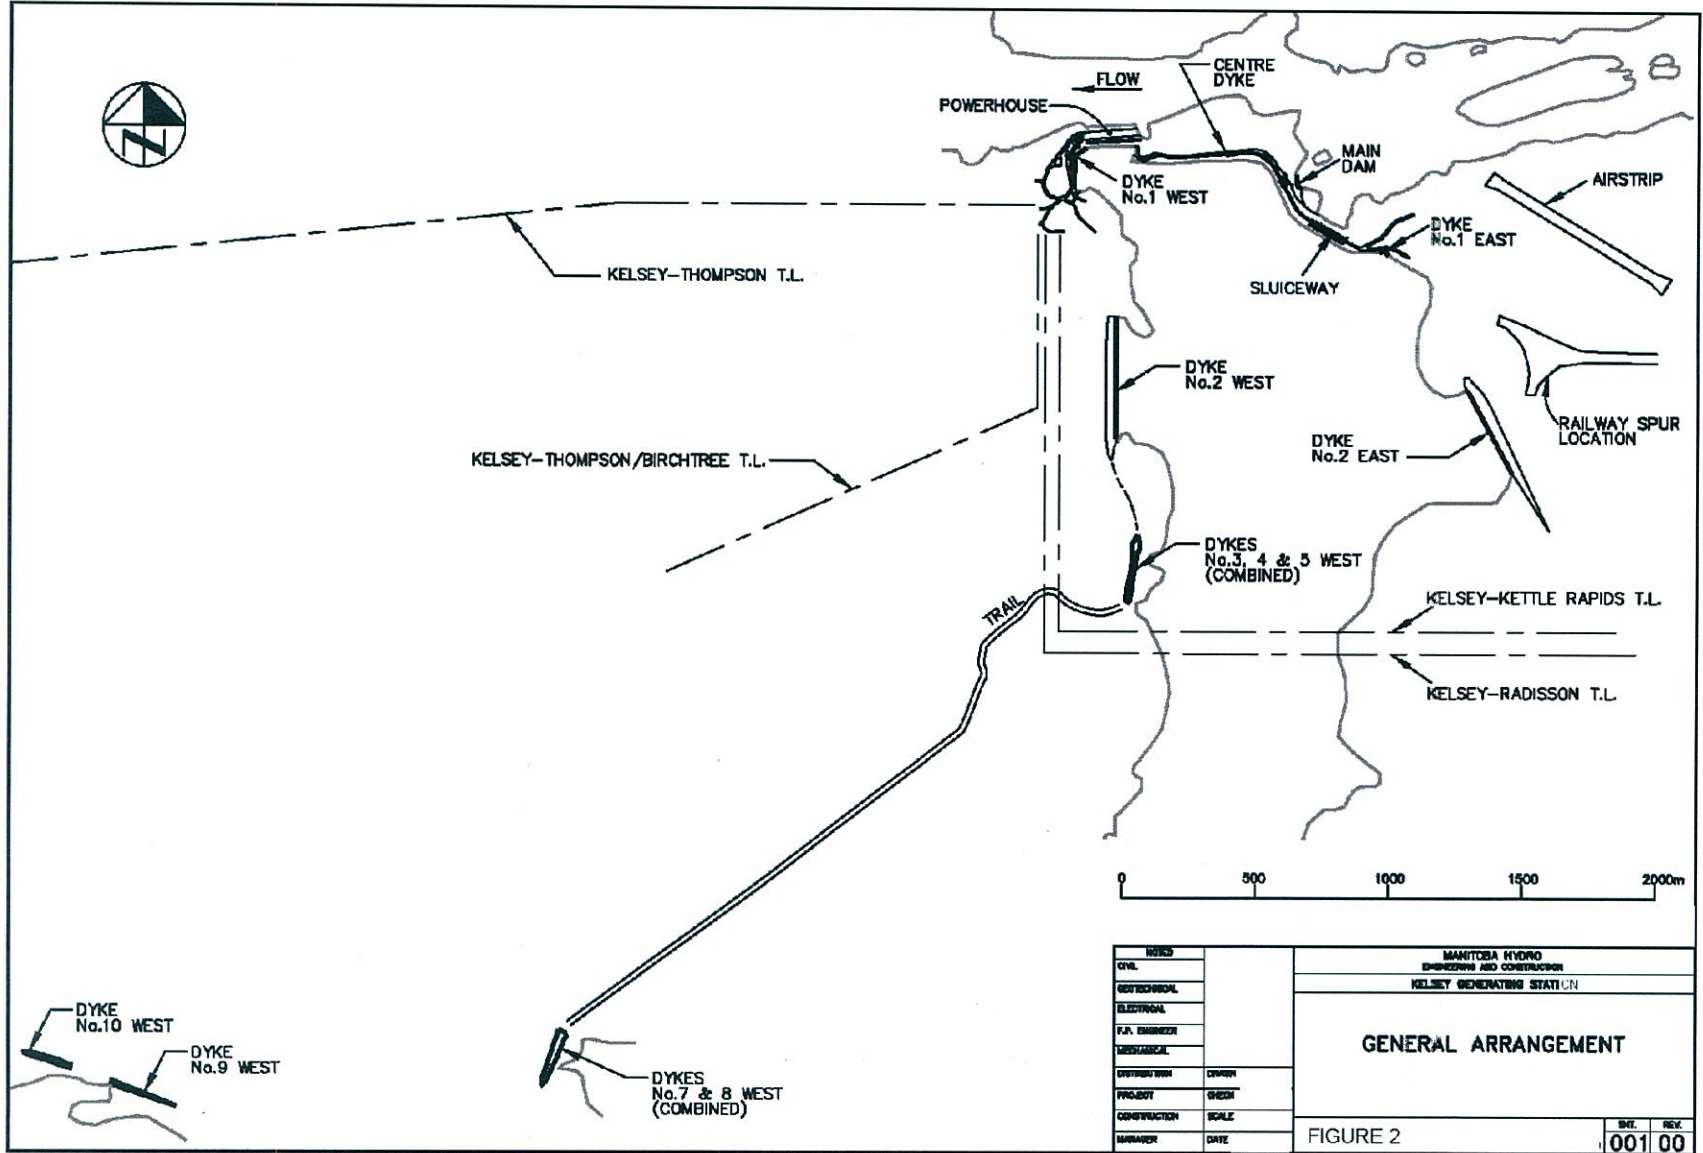 N
FLOW
CENTRE
DYKE
POWERHOUSE
MAIN
DAM
DYKE
No.1 WEST
AIRSTRIP
DYKE
No.1 EAST
KELSEY-THOMPSON T.L.
SLUICEWAY
DYKE
No.2 WEST
RAILWAY SPUR
LOCATION
DYKE
No.2 EAST
KELSEY-THOMPSON/BIRCHTREE T.L.
DYKES
No.3, 4 & 5 WEST
(COMBINED)
TRAIL
KELSEY-KETTLE RAPIDS T.L.
KELSEY-RADISSON T.L.
0 500 1000 1500 2000m
DYKE
No.10 WEST
DYKE
No.9 WEST
DYKES
No.7 & 8 WEST
(COMBINED)
NOTED
CIVIL
GEOTECHNICAL
ELECTRICAL
F.P. ENGINEER
MECHANICAL
DISTRIBUTION DRAWN
PROJECT CHECK
CONSTRUCTION SCALE
MANAGER DATE
MANITOBA HYDRO
ENGINEERING AND CONSTRUCTION
KELSEY GENERATING STATION
GENERAL ARRANGEMENT
FIGURE 2
SHT. REV.
001 00